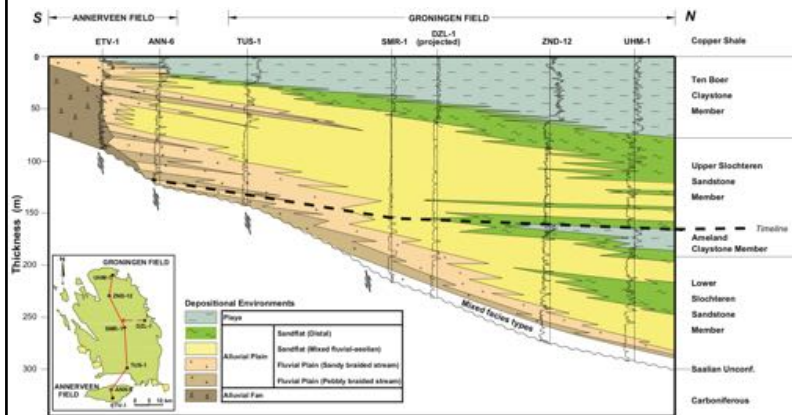 S
ANNERVEEN FIELD
GRONINGEN FIELD
N
ETV-1
ANN-6
TUS-1
SMR-1
DZL-1
(projected)
ZND-12
UHM-1
Copper Shale
0
50
100
150
200
250
300
Thickness (m)
Ten Boer
Claystone
Member
Upper Slochteren
Sandstone
Member
Timeline
Ameland
Claystone Member
Lower
Slochteren
Sandstone
Member
Saalian Unconf.
Carboniferous
Mixed facies types
GRONINGEN FIELD
N
UHM-1
ZND-12
SMR-1
DZL-1
TUS-1
ANNERVEEN
FIELD
ANN-6
ETV-1
0 5 10 km
Depositional Environments
Playa
Alluvial Plain
Sandflat (Distal)
Sandflat (Mixed fluvial-aeolian)
Fluvial Plain (Sandy braided stream)
Fluvial Plain (Pebbly braided stream)
Alluvial Fan